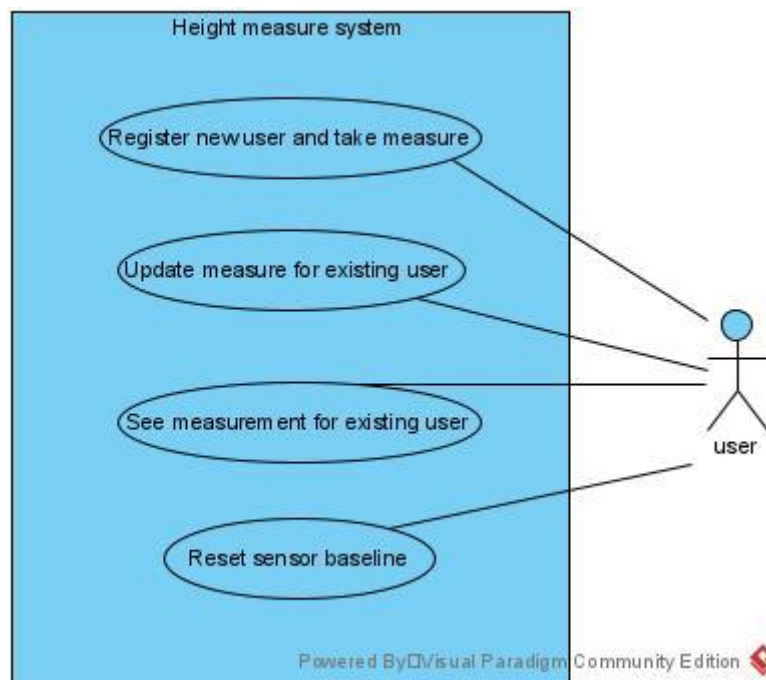 Height measure system
Register new user and take measure
Update measure for existing user
See measurement for existing user
user
Reset sensor baseline
Powered By□Visual Paradigm Community Edition